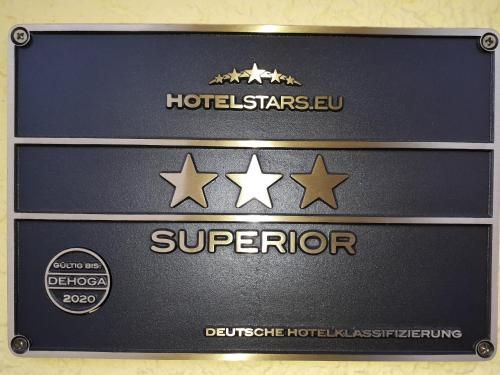 HOTELSTARS.EU
SUPERIOR
GÜLTIG BIS:
DEHOGA
2020
DEUTSCHE HOTELKLASSIFIZIERUNG